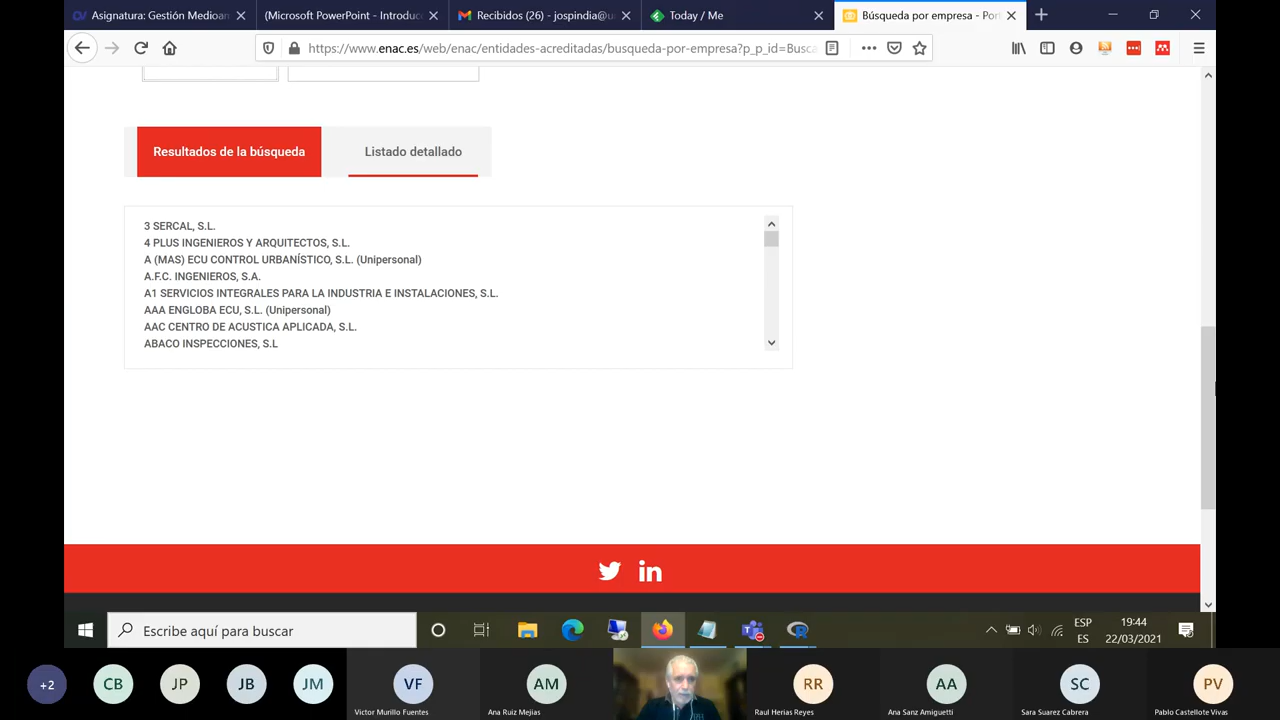 Asignatura: Gestión Medioam
(Microsoft PowerPoint - Introduc
Recibidos (26) - jospindia@u
Today / Me
Búsqueda por empresa - Port
https://www.enac.es/web/enac/entidades-acreditadas/busqueda-por-empresa?p_p_id=Busca
Resultados de la búsqueda
Listado detallado
3 SERCAL, S.L.
4 PLUS INGENIEROS Y ARQUITECTOS, S.L.
A (MAS) ECU CONTROL URBANÍSTICO, S.L. (Unipersonal)
A.F.C. INGENIEROS, S.A.
A1 SERVICIOS INTEGRALES PARA LA INDUSTRIA E INSTALACIONES, S.L.
AAA ENGLOBA ECU, S.L. (Unipersonal)
AAC CENTRO DE ACUSTICA APLICADA, S.L.
ABACO INSPECCIONES, S.L
in
Escribe aquí para buscar
ESP
ES
19:44
22/03/2021
+2
CB
JP
JB
JM
VF
Victor Murillo Fuentes
AM
Ana Ruiz Mejias
RR
Raul Herias Reyes
AA
Ana Sanz Amiguetti
SC
Sara Suarez Cabrera
PV
Pablo Castellote Vivas